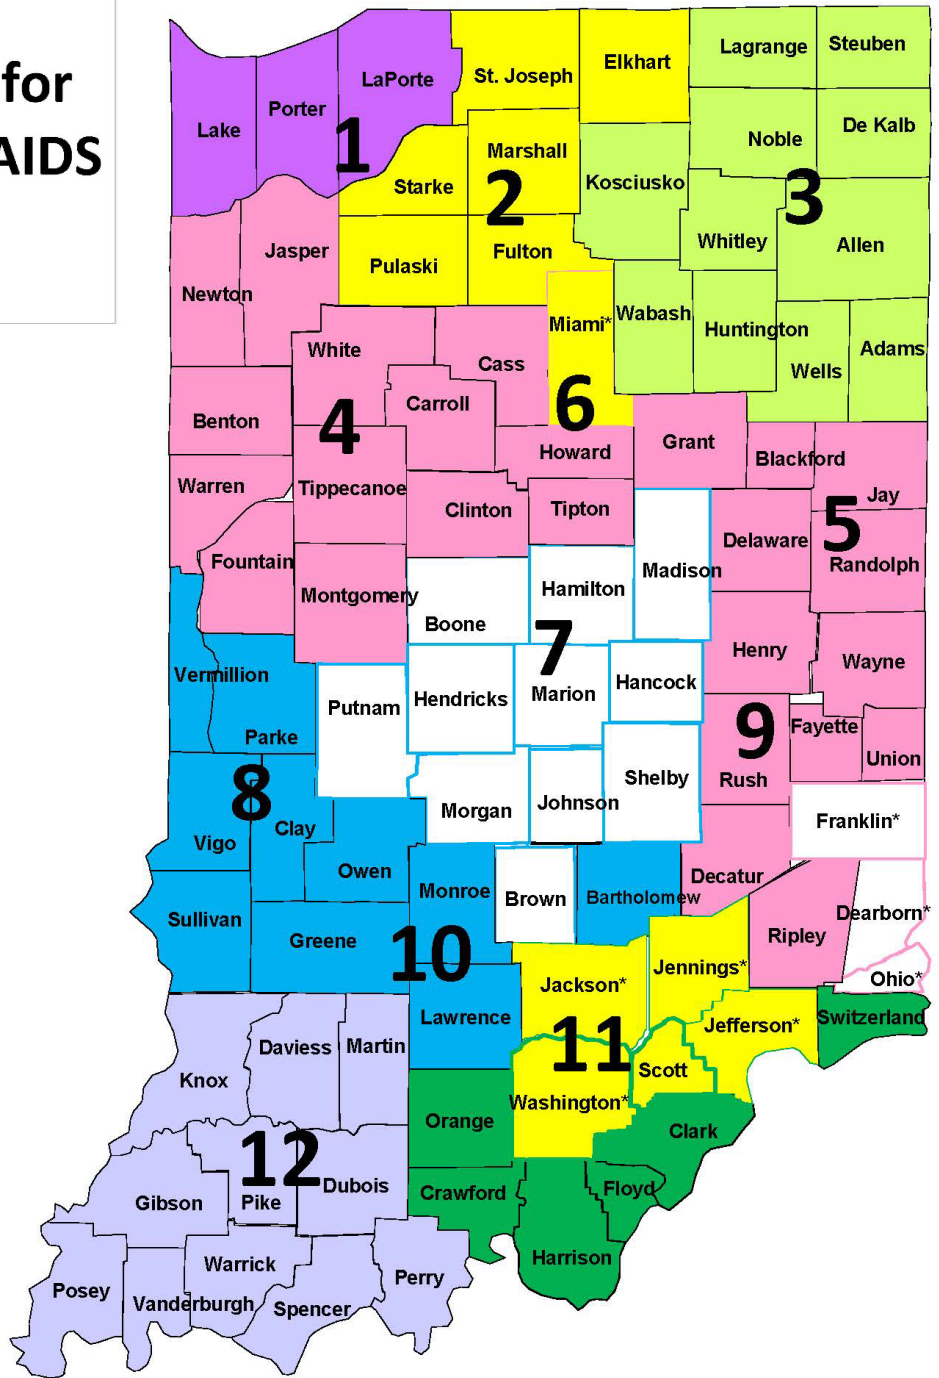 for
AIDS
Lagrange
Steuben
Elkhart
St. Joseph
LaPorte
Porter
Lake
1
Noble
De Kalb
Marshall
Starke
2
Kosciusko
3
Whitley
Allen
Jasper
Fulton
Pulaski
Newton
Miami*
Wabash
Huntington
White
Cass
Adams
Wells
Carroll
6
Benton
4
Grant
Howard
Blackford
Warren
Tippecanoe
Jay
Clinton
Tipton
5
Delaware
Randolph
Fountain
Madison
Hamilton
Montgomery
Boone
7
Henry
Wayne
Vermillion
Hancock
Marion
Hendricks
Putnam
Parke
9
Fayette
Union
Rush
Shelby
8
Morgan
Johnson
Franklin*
Clay
Vigo
Owen
Decatur
Monroe
Brown
Bartholomew
Dearborn*
Sullivan
Greene
10
Ripley
Jennings*
Ohio*
Jackson*
Lawrence
Jefferson*
Switzerland
Daviess
Martin
11
Scott
Knox
Washington*
Orange
Clark
12
Dubois
Crawford
Floyd
Gibson
Pike
Harrison
Warrick
Perry
Posey
Vanderburgh
Spencer